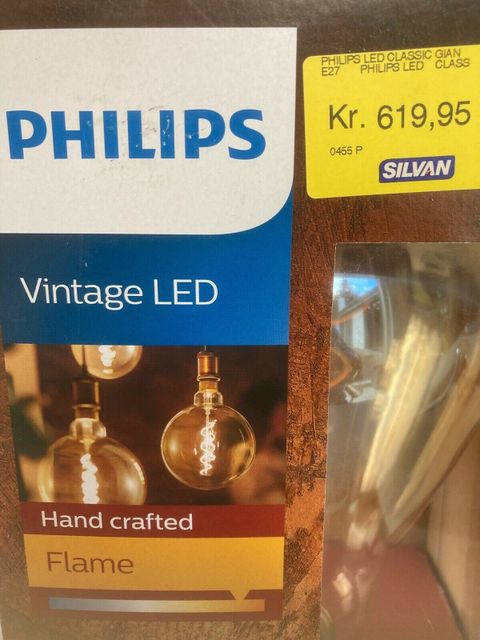 PHILIPS
Vintage LED
Hand crafted
Flame
PHILIPS LED CLASSIC GIAN
E27 PHILIPS LED CLASS
Kr. 619,95
0455 P
SILVAN